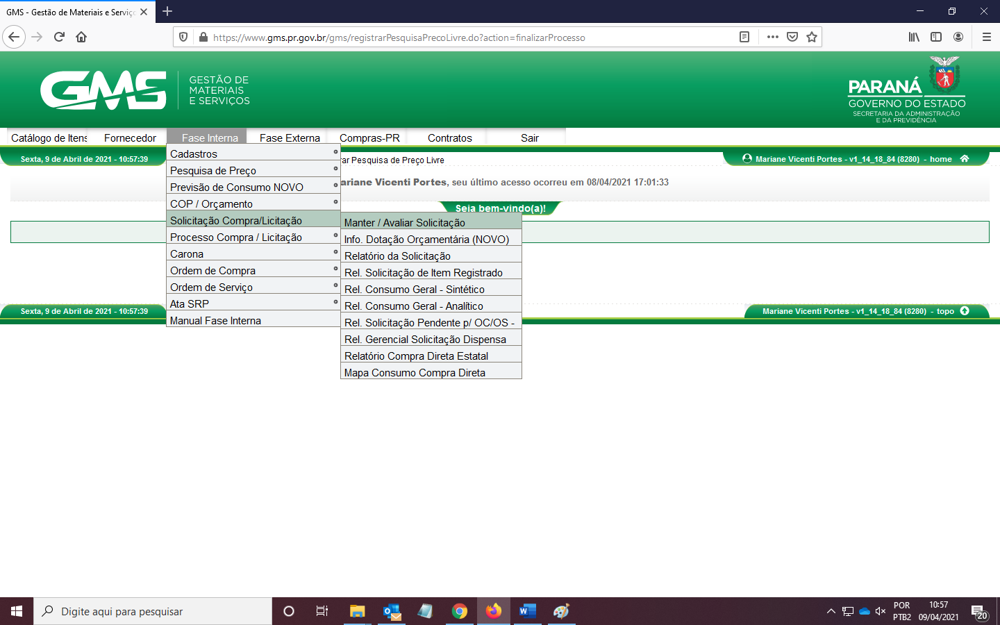 GMS - Gestão de Materiais e Serviç
https://www.gms.pr.gov.br/gms/registrarPesquisaPrecoLivre.do?action=finalizarProcesso
GMS
GESTÃO DE
MATERIAIS
E SERVIÇOS
PARANÁ
GOVERNO DO ESTADO
SECRETARIA DA ADMINISTRAÇÃO
E DA PREVIDÊNCIA
Catálogo de Itens Fornecedor Fase Interna Fase Externa Compras-PR Contratos Sair
Sexta, 9 de Abril de 2021 - 10:57:39
rar Pesquisa de Preço Livre
Mariane Vicenti Portes - v1_14_18_84 (8280) - home
ariane Vicenti Portes, seu último acesso ocorreu em 08/04/2021 17:01:33
Seja bem-vindo(a)!
Cadastros
Pesquisa de Preço
Previsão de Consumo NOVO
COP / Orçamento
Solicitação Compra/Licitação
Processo Compra / Licitação
Carona
Ordem de Compra
Ordem de Serviço
Ata SRP
Manual Fase Interna
Manter / Avaliar Solicitação
Info. Dotação Orçamentária (NOVO)
Relatório da Solicitação
Rel. Solicitação de Item Registrado
Rel. Consumo Geral - Sintético
Rel. Consumo Geral - Analítico
Rel. Solicitação Pendente p/ OC/OS -
Rel. Gerencial Solicitação Dispensa
Relatório Compra Direta Estatal
Mapa Consumo Compra Direta
Sexta, 9 de Abril de 2021 - 10:57:39
Mariane Vicenti Portes - v1_14_18_84 (8280) - topo
Digite aqui para pesquisar
POR
PTB2
10:57
09/04/2021
20